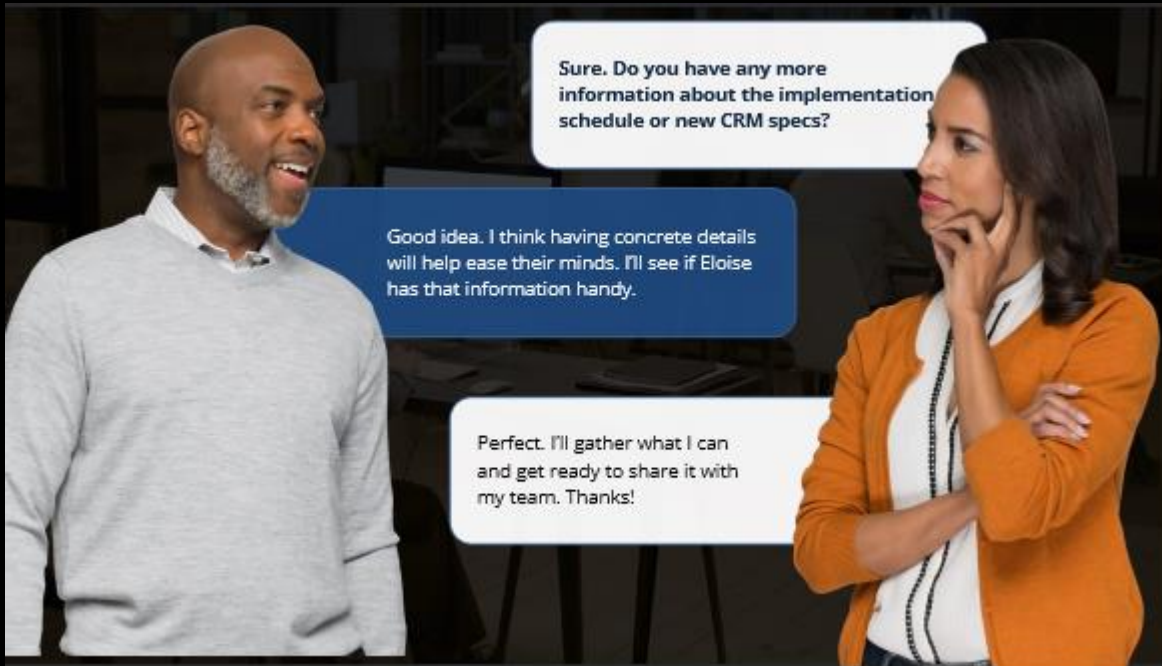 Sure. Do you have any more
information about the implementation
schedule or new CRM specs?
Good idea. I think having concrete details
will help ease their minds. I'll see if Eloise
has that information handy.
Perfect. I'll gather what I can
and get ready to share it with
my team. Thanks!